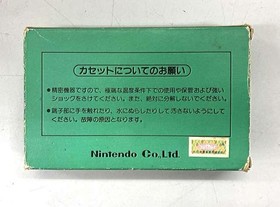 カセットについてのお願い
●精密機器ですので、極端な温度条件下での使用や保管および強い
ショックをさけてください。また、絶対に分解しないでください。
●端子部に手を触れたり、水にぬらしたりして汚さないようにして
ください。故障の原因となります。
Nintendo Co.,Ltd.